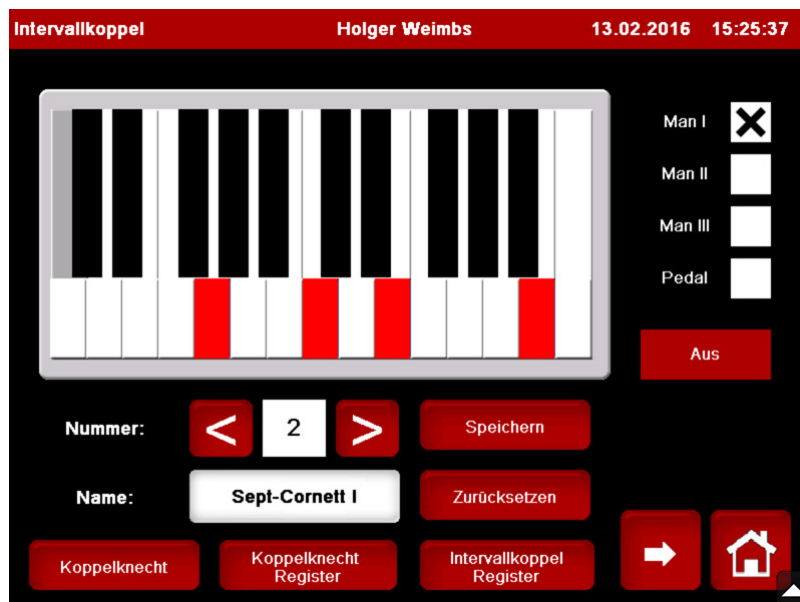 Intervallkoppel Holger Weimbs 13.02.2016 15:25:37
Man I
Man II
Man III
Pedal
Aus
Nummer: < 2 > Speichern
Name: Sept-Cornett I Zurücksetzen
Koppelknecht
Koppelknecht
Register
Intervallkoppel
Register